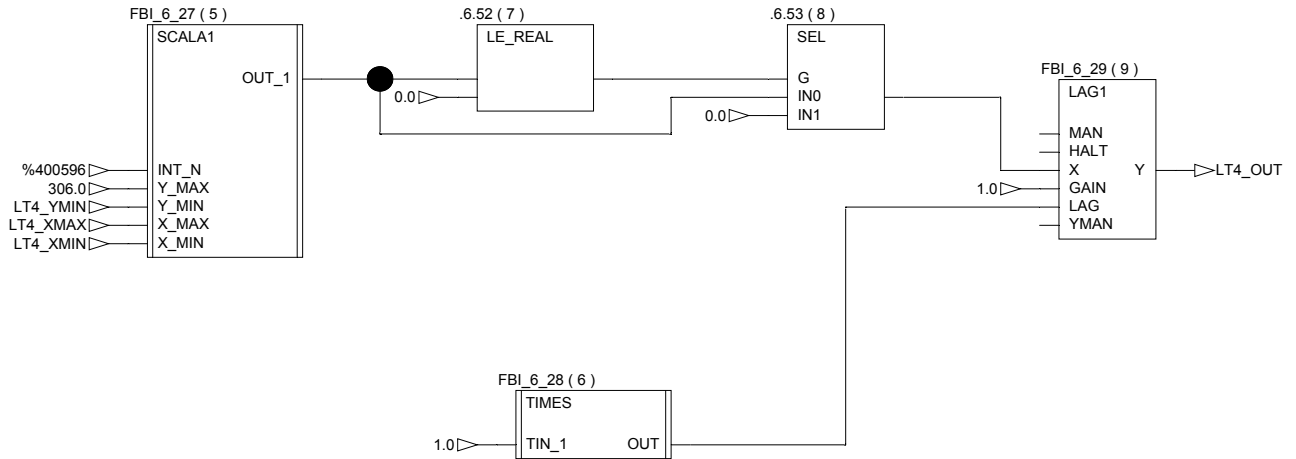 FBI_6_27 ( 5 )
SCALA1
OUT_1
%400596
INT_N
306.0
Y_MAX
LT4_YMIN
Y_MIN
LT4_XMAX
X_MAX
LT4_XMIN
X_MIN
.6.52 ( 7 )
LE_REAL
0.0
.6.53 ( 8 )
SEL
G
IN0
0.0
IN1
FBI_6_29 ( 9 )
LAG1
MAN
HALT
X
Y
LT4_OUT
1.0
GAIN
LAG
YMAN
FBI_6_28 ( 6 )
TIMES
1.0
TIN_1
OUT